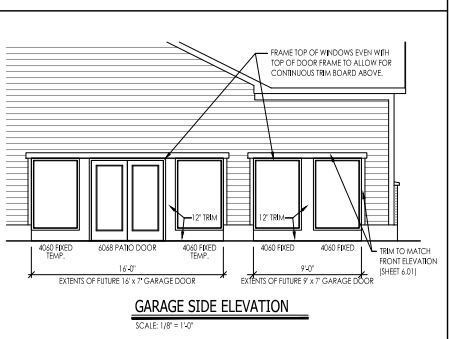 FRAME TOP OF WINDOWS EVEN WITH
TOP OF DOOR FRAME TO ALLOW FOR
CONTINUOUS TRIM BOARD ABOVE.
12" TRIM
12" TRIM
4060 FIXED
TEMP.
6068 PATIO DOOR
4060 FIXED
TEMP.
4060 FIXED
4060 FIXED
TRIM TO MATCH
FRONT ELEVATION
(SHEET 6.01)
16'-0"
EXTENTS OF FUTURE 16' x 7' GARAGE DOOR
9'-0"
EXTENTS OF FUTURE 9' x 7' GARAGE DOOR
GARAGE SIDE ELEVATION
SCALE: 1/8" = 1'-0"